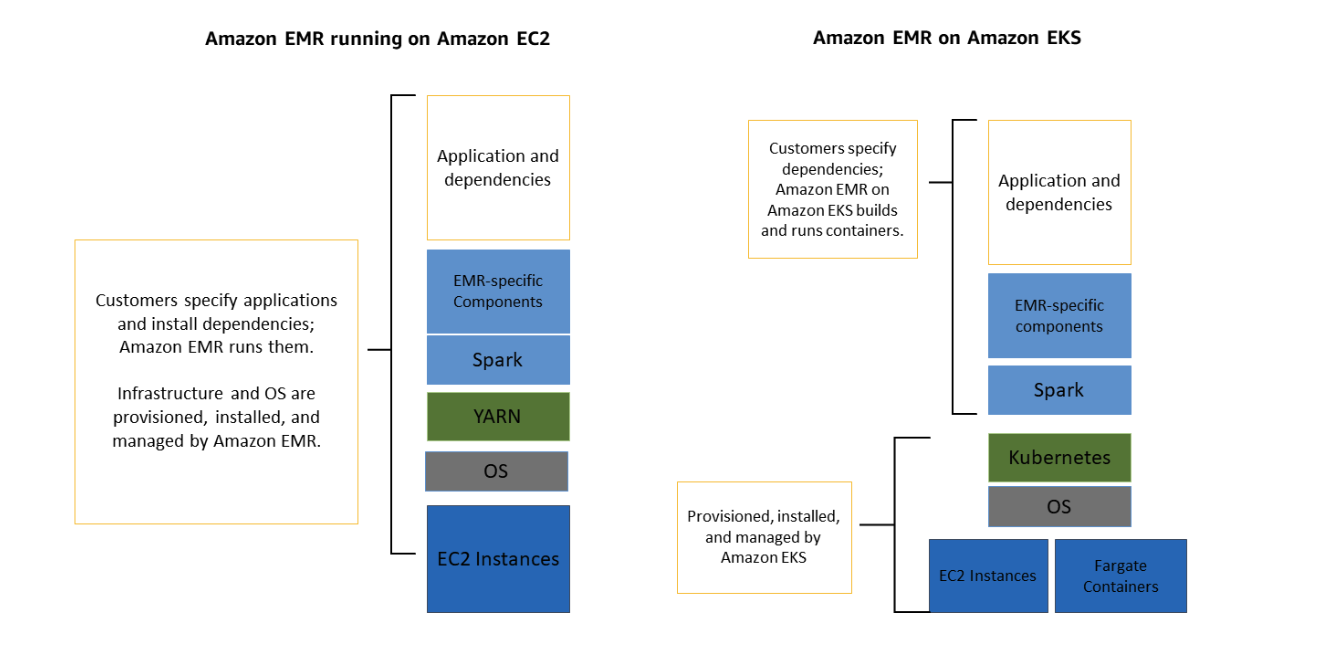 Amazon EMR running on Amazon EC2
Application and
dependencies
EMR-specific
Components
Spark
YARN
OS
EC2 Instances
Customers specify applications
and install dependencies;
Amazon EMR runs them.
Infrastructure and OS are
provisioned, installed, and
managed by Amazon EMR.
Amazon EMR on Amazon EKS
Customers specify
dependencies;
Amazon EMR on
Amazon EKS builds
and runs containers.
Application and
dependencies
EMR-specific
components
Spark
Kubernetes
OS
Provisioned, installed,
and managed by
Amazon EKS
EC2 Instances
Fargate
Containers